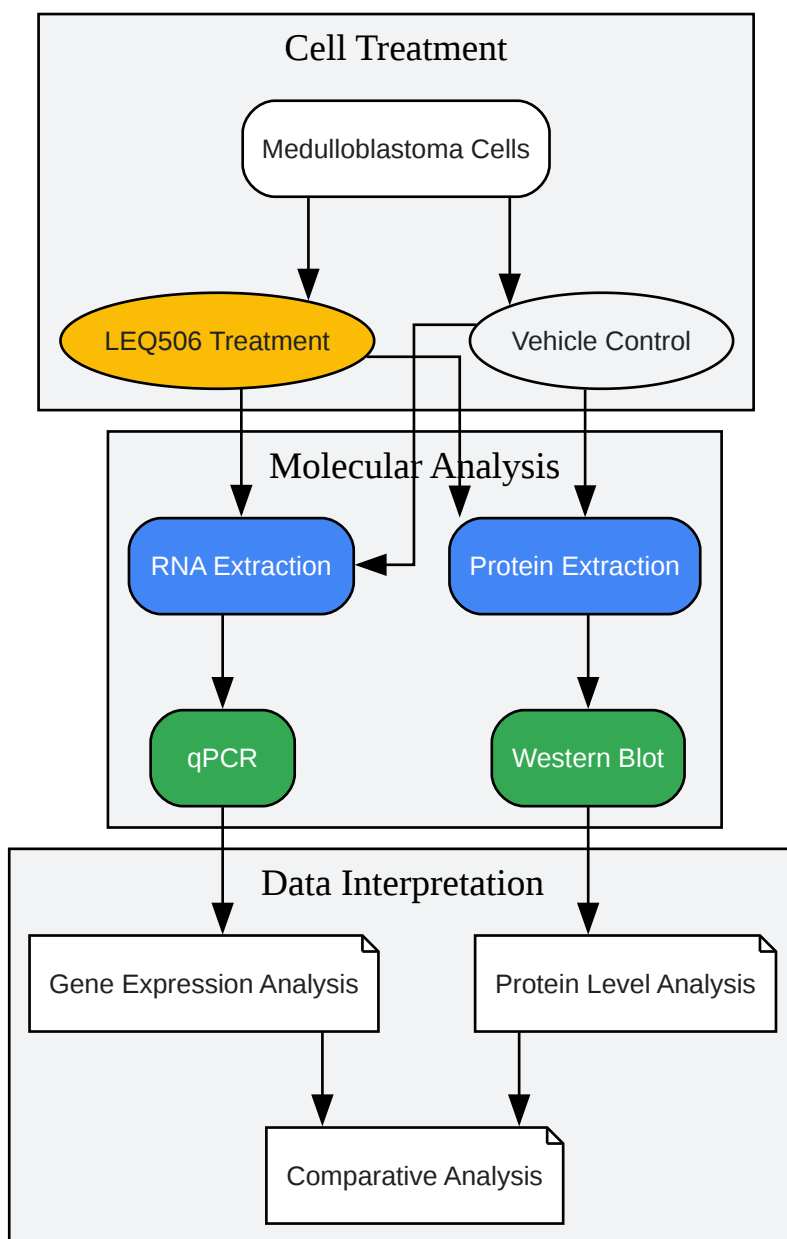 Cell Treatment
Medulloblastoma Cells
LEQ506 Treatment
Vehicle Control
Molecular Analysis
RNA Extraction
Protein Extraction
qPCR
Western Blot
Data Interpretation
Gene Expression Analysis
Protein Level Analysis
Comparative Analysis